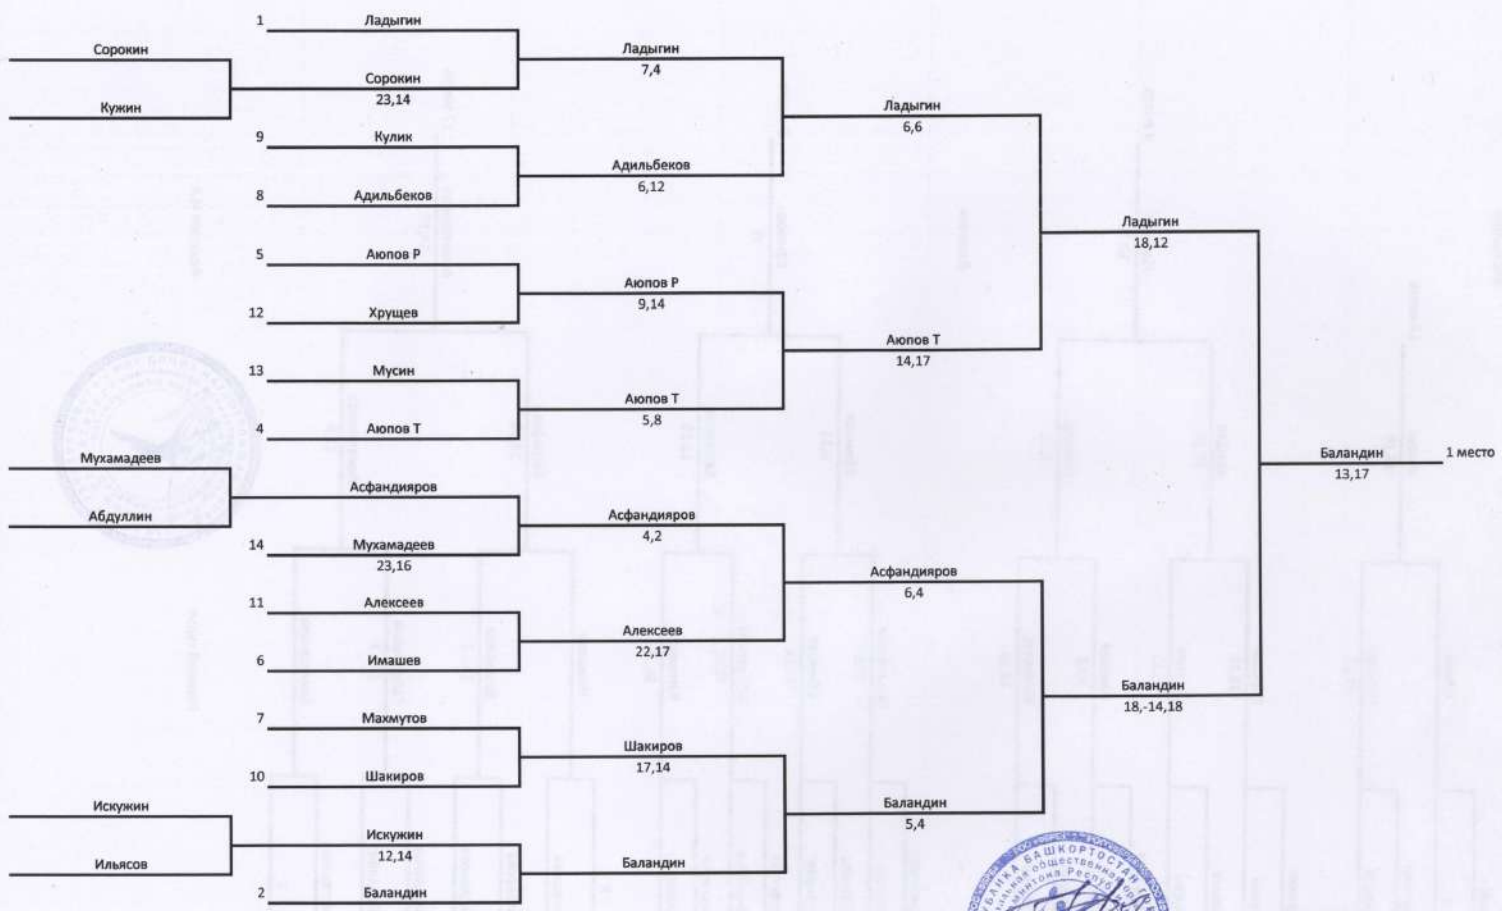 1 Ладыгин
Сорокин
Кужин
Сорокин
23,14
9 Кулик
8 Адильбеков
5 Аюпов Р
12 Хрущев
13 Мусин
4 Аюпов Т
Мухамадеев
Абдуллин
Асфандияров
14 Мухамадеев
23,16
11 Алексеев
6 Имашев
7 Махмутов
10 Шакиров
Искужин
Ильясов
Искужин
12,14
2 Баландин
Ладыгин
7,4
Адильбеков
6,12
Аюпов Р
9,14
Аюпов Т
5,8
Асфандияров
4,2
Алексеев
22,17
Шакиров
17,14
Баландин
Ладыгин
6,6
Аюпов Т
14,17
Асфандияров
6,4
Баландин
5,4
Ладыгин
18,12
Баландин
18,-14,18
Баландин 1 место
13,17
БАШКОРТОСТАН